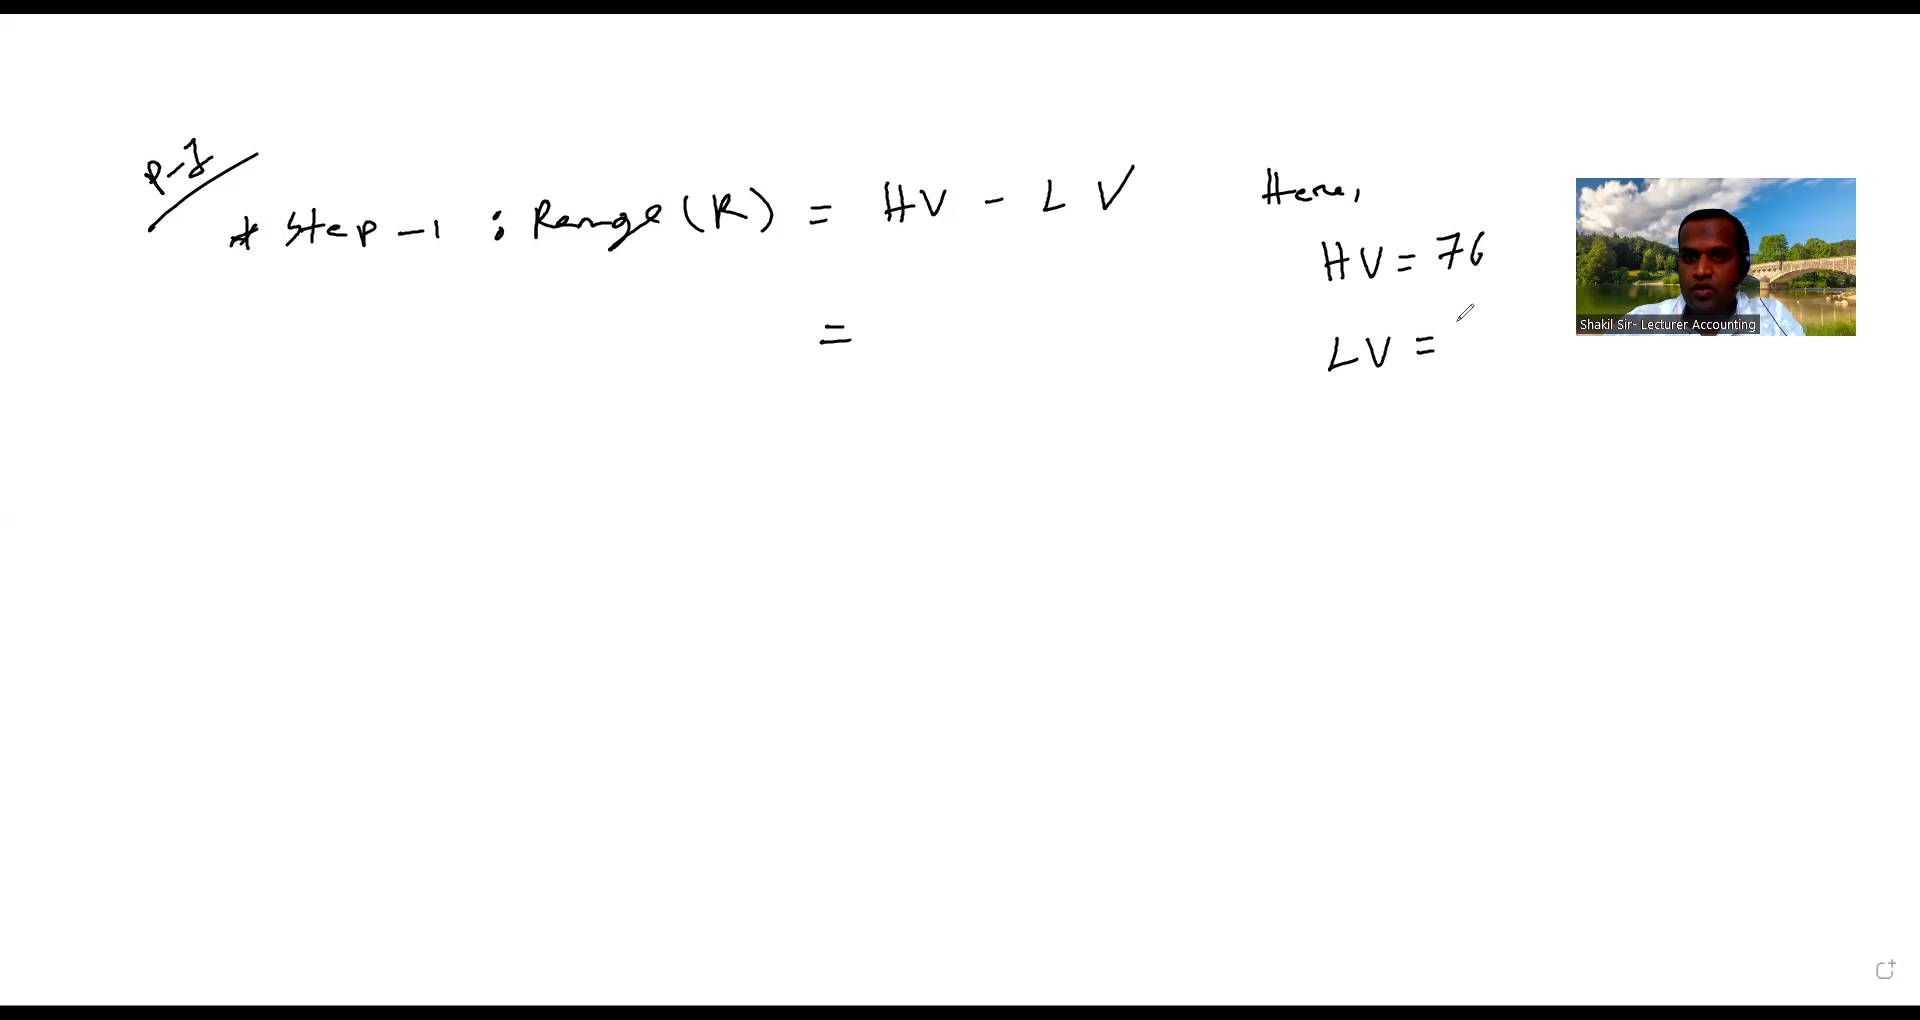 P-1
* Step-1 : Range (R) = HV - LV
=
Here,
HV = 76
LV =
Shakil Sir- Lecturer Accounting